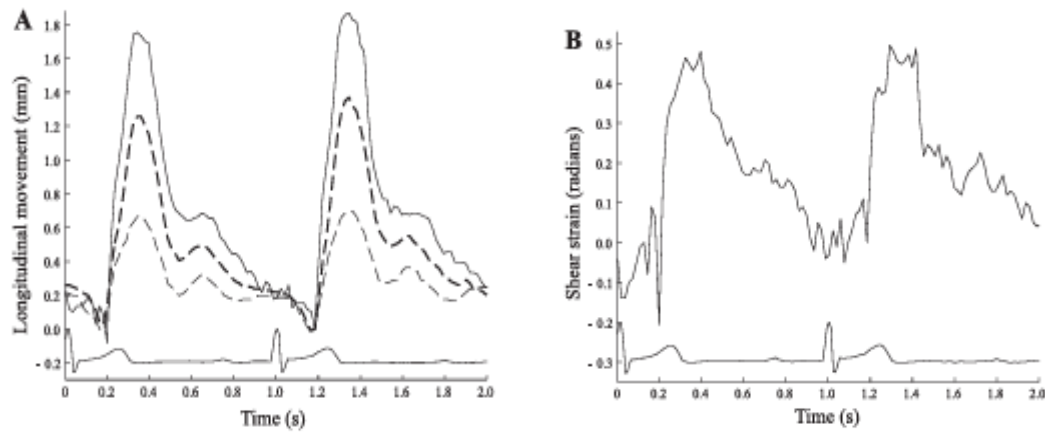 A
Longitudinal movement (mm)
1.8
1.6
1.4
1.2
1.0
0.8
0.6
0.4
0.2
0.0
- 0.2
0 0.2 0.4 0.6 0.8 1.0 1.2 1.4 1.6 1.8 2.0
Time (s)
B
Shear strain (radians)
0.5
0.4
0.3
0.2
0.1
0.0
- 0.1
- 0.2
- 0.3
0 0.2 0.4 0.6 0.8 1.0 1.2 1.4 1.6 1.8 2.0
Time (s)